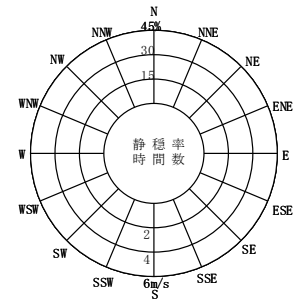 N
NNW 45% NNE
30
NW NE
15
WNW ENE
静穏率
W E
時間数
WSW ESE
2
SW SE
4
SSW 6m/s SSE
S